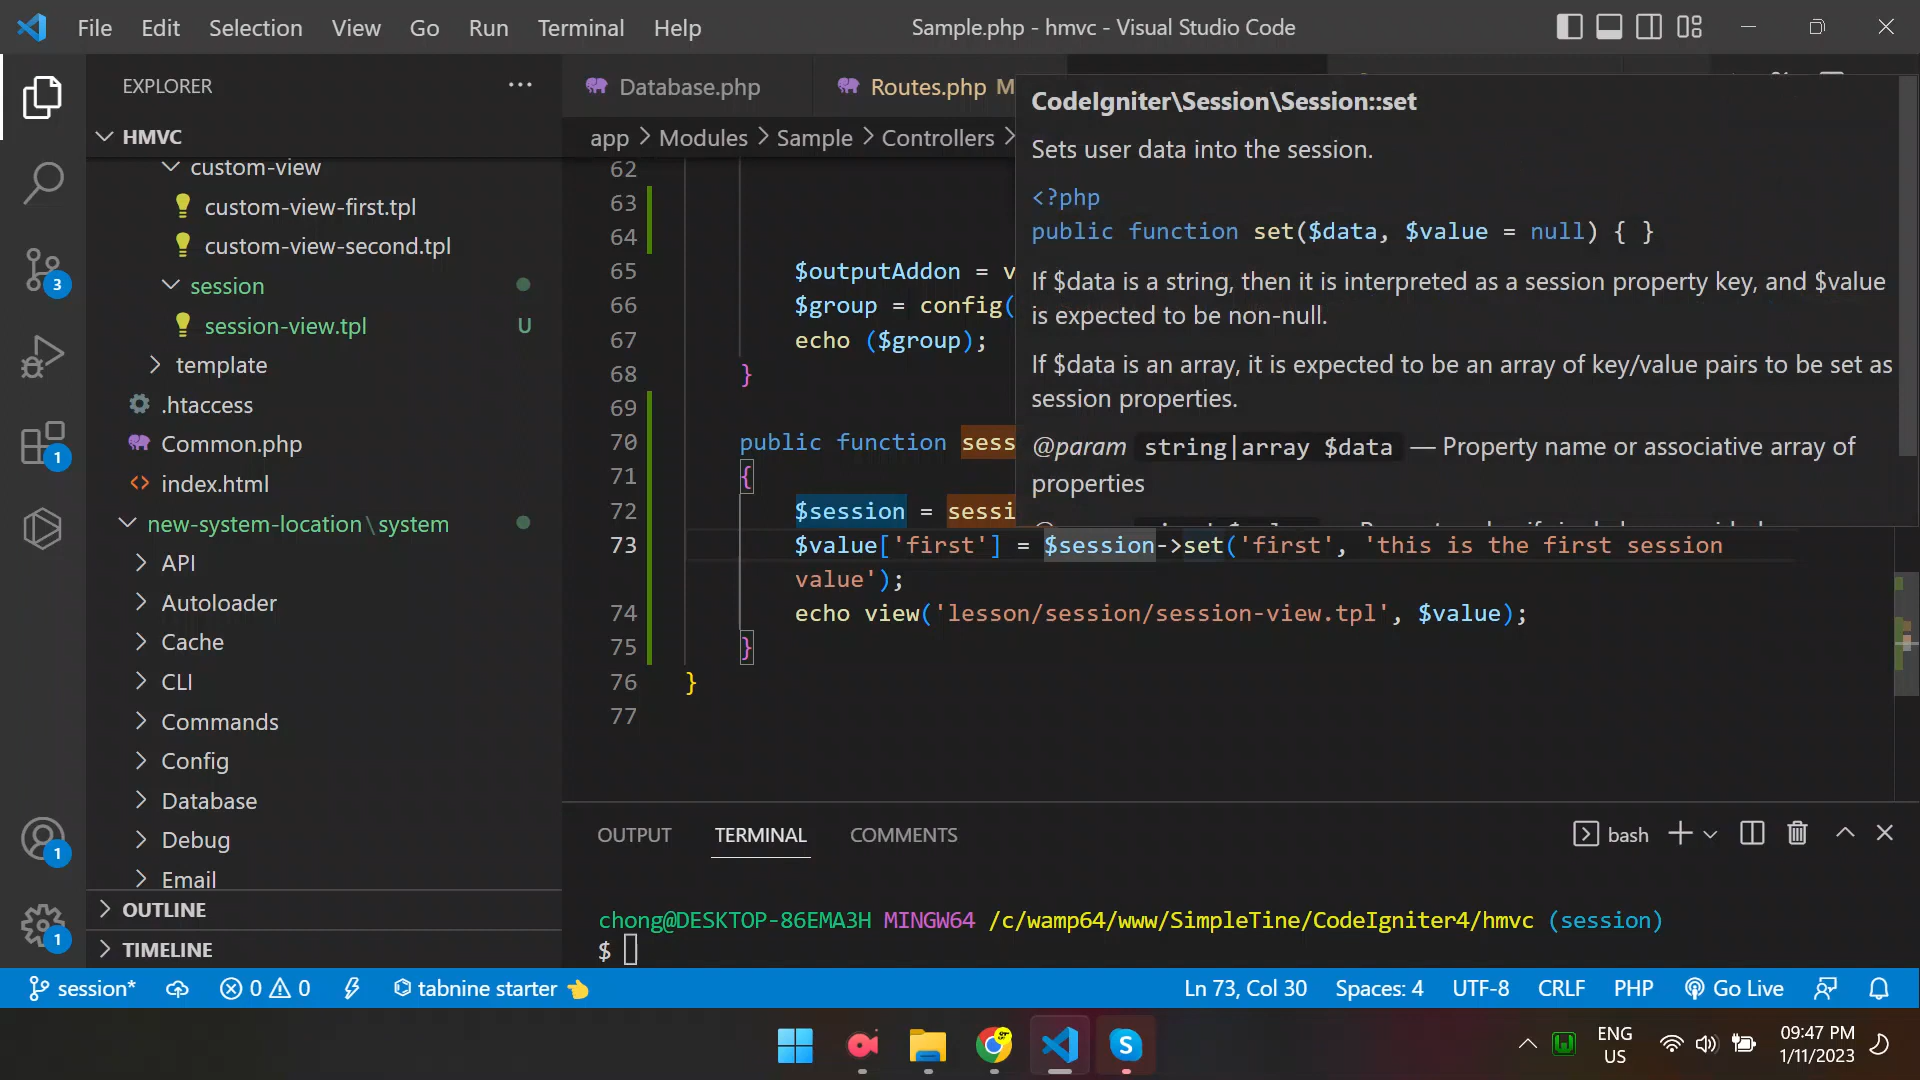 File Edit Selection View Go Run Terminal Help
Sample.php - hmvc - Visual Studio Code
EXPLORER
HMVC
custom-view
custom-view-first.tpl
custom-view-second.tpl
session
session-view.tpl U
template
.htaccess
Common.php
index.html
new-system-location\system
API
Autoloader
Cache
CLI
Commands
Config
Database
Debug
Email
OUTLINE
TIMELINE
Database.php
Routes.php M
app > Modules > Sample > Controllers >
62
63
64
65 $outputAddon = v
66 $group = config(
67 echo ($group);
68 }
69
70 public function sess
71 {
72 $session = sessi
73 $value['first'] = $session->set('first', 'this is the first session
value');
74 echo view('lesson/session/session-view.tpl', $value);
75 }
76 }
77
CodeIgniter\Session\Session::set
Sets user data into the session.
<?php
public function set($data, $value = null) { }
If $data is a string, then it is interpreted as a session property key, and $value
is expected to be non-null.
If $data is an array, it is expected to be an array of key/value pairs to be set as
session properties.
@param string|array $data — Property name or associative array of
properties
OUTPUT TERMINAL COMMENTS
bash
chong@DESKTOP-86EMA3H MINGW64 /c/wamp64/www/SimpleTine/CodeIgniter4/hmvc (session)
$
3
1
1
1
session* 0 0 tabnine starter
Ln 73, Col 30 Spaces: 4 UTF-8 CRLF PHP Go Live
ENG
US
09:47 PM
1/11/2023